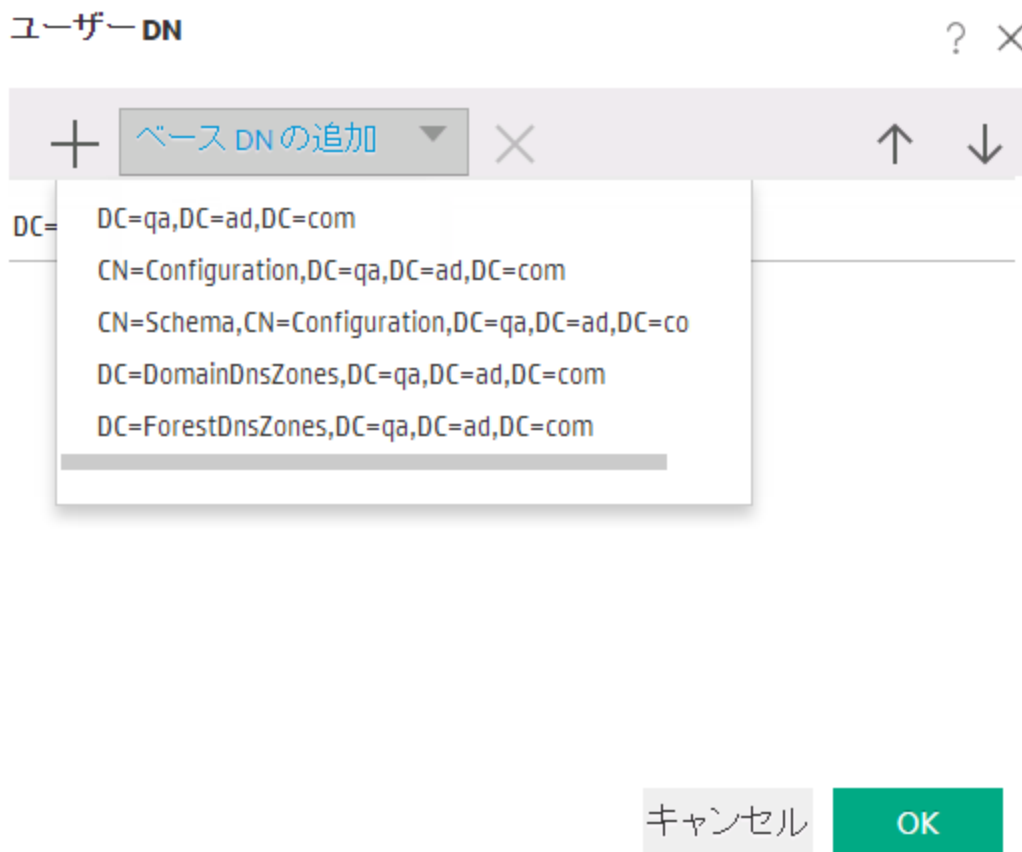 ユーザー DN
?
ベース DN の追加
DC=
DC=qa,DC=ad,DC=com
CN=Configuration,DC=qa,DC=ad,DC=com
CN=Schema,CN=Configuration,DC=qa,DC=ad,DC=co
DC=DomainDnsZones,DC=qa,DC=ad,DC=com
DC=ForestDnsZones,DC=qa,DC=ad,DC=com
キャンセル
OK